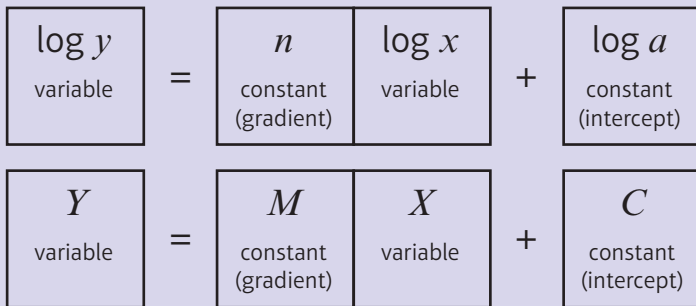 log y = n log x + log a
variable constant variable constant
(gradient) (intercept)
Y = M X + C
variable constant variable constant
(gradient) (intercept)